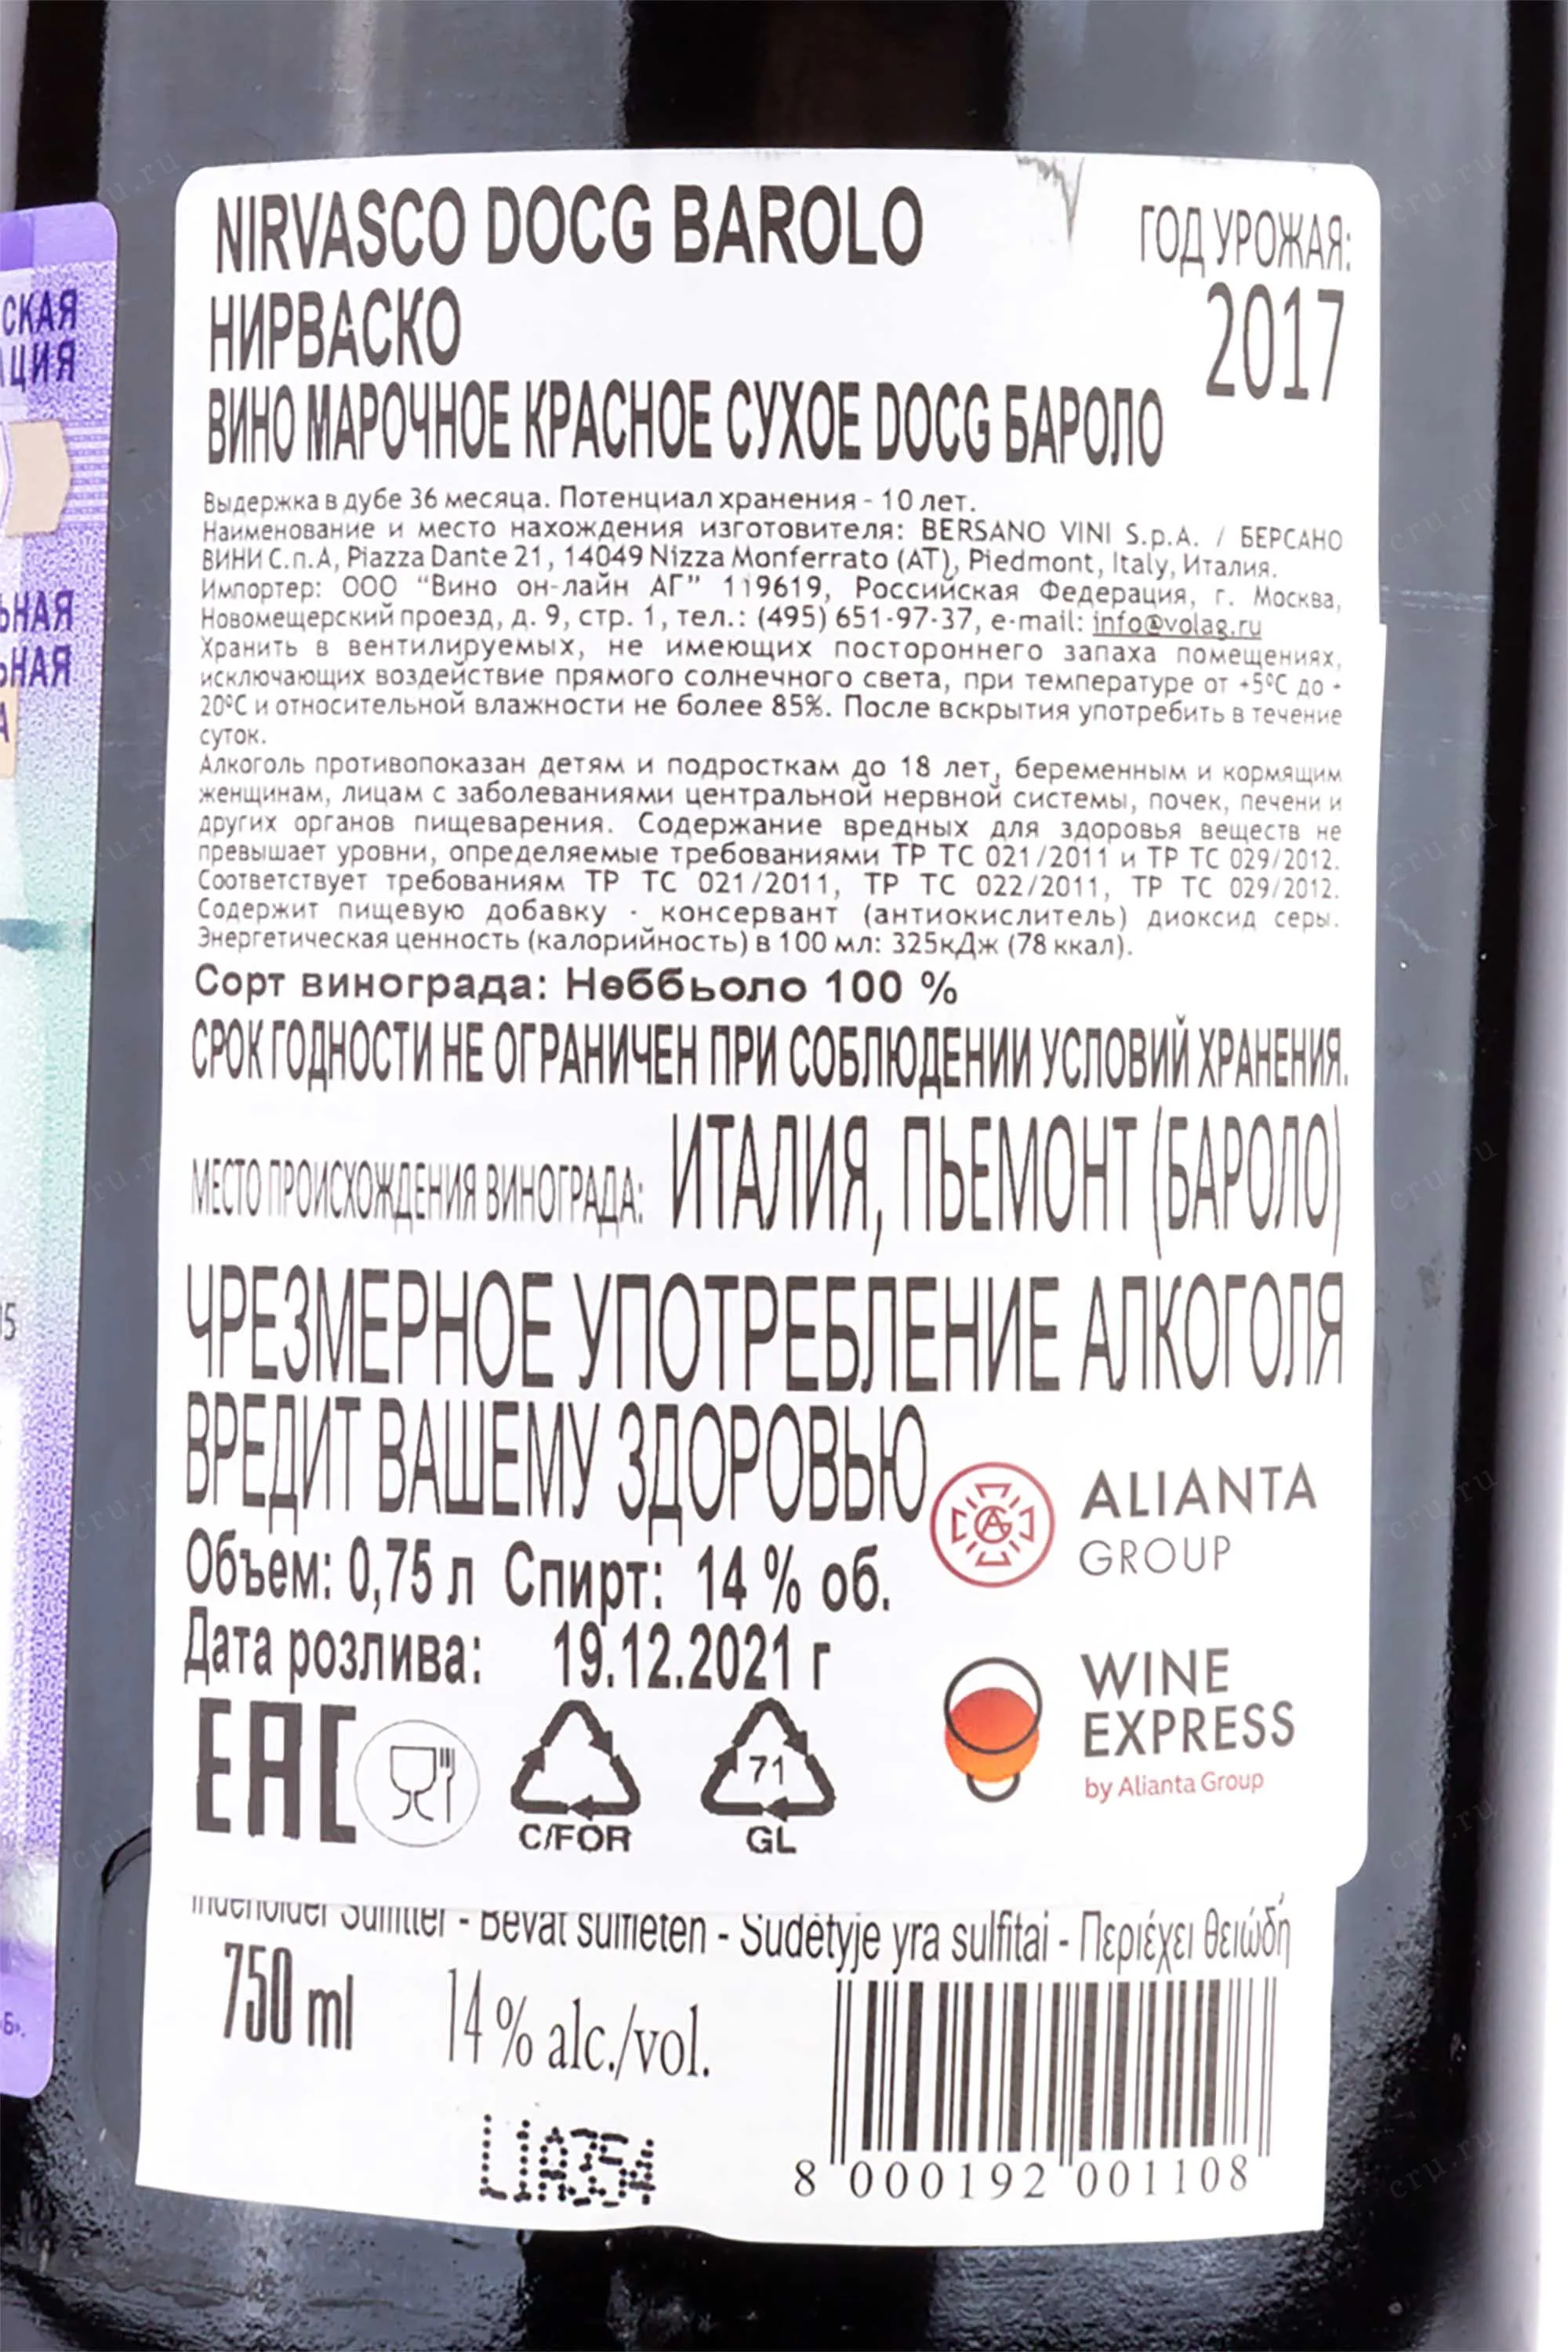 NIRVASCO DOCG BAROLO
НИРВАСКО
ВИНО МАРОЧНОЕ КРАСНОЕ СУХОЕ DOCG БАРОЛО
ГОД УРОЖАЯ:
2017
Выдержка в дубе 36 месяца. Потенциал хранения - 10 лет.
Наименование и место нахождения изготовителя: BERSANO VINI S.p.A. / БЕРСАНО
ВИНИ С.п.А, Piazza Dante 21, 14049 Nizza Monferrato (AT), Piedmont, Italy, Италия.
Импортер: ООО "Вино он-лайн АГ" 119619, Российская Федерация, г. Москва,
Новомещерский проезд, д. 9, стр. 1, тел.: (495) 651-97-37, e-mail: info@volag.ru
Хранить в вентилируемых, не имеющих постороннего запаха помещениях,
исключающих воздействие прямого солнечного света, при температуре от +5ºС до +
20ºС и относительной влажности не более 85%. После вскрытия употребить в течение
суток.
Алкоголь противопоказан детям и подросткам до 18 лет, беременным и кормящим
женщинам, лицам с заболеваниями центральной нервной системы, почек, печени и
других органов пищеварения. Содержание вредных для здоровья веществ не
превышает уровни, определяемые требованиями ТР ТС 021/2011 и ТР ТС 029/2012.
Соответствует требованиям ТР ТС 021/2011, ТР ТС 022/2011, ТР ТС 029/2012.
Содержит пищевую добавку - консервант (антиокислитель) диоксид серы.
Энергетическая ценность (калорийность) в 100 мл: 325кДж (78 ккал).
Сорт винограда: Неббьоло 100 %
СРОК ГОДНОСТИ НЕ ОГРАНИЧЕН ПРИ СОБЛЮДЕНИИ УСЛОВИЙ ХРАНЕНИЯ.
МЕСТО ПРОИСХОЖДЕНИЯ ВИНОГРАДА: ИТАЛИЯ, ПЬЕМОНТ (БАРОЛО)
ЧРЕЗМЕРНОЕ УПОТРЕБЛЕНИЕ АЛКОГОЛЯ
ВРЕДИТ ВАШЕМУ ЗДОРОВЬЮ
ALIANTA
GROUP
Объем: 0,75 л Спирт: 14 % об.
Дата розлива: 19.12.2021 г
WINE
EXPRESS
by Alianta Group
EAC
71
C/FOR
GL
Indeholder Sulfitter - Bevat sulfieten - Sudėtyje yra sulfitai - Περιέχει θειώδη
750 ml
14 % alc./vol.
L1A354
8 000192 001108
СКАЯ
ЦИЯ
ЬНАЯ
ЬНАЯ
А
cru.ru